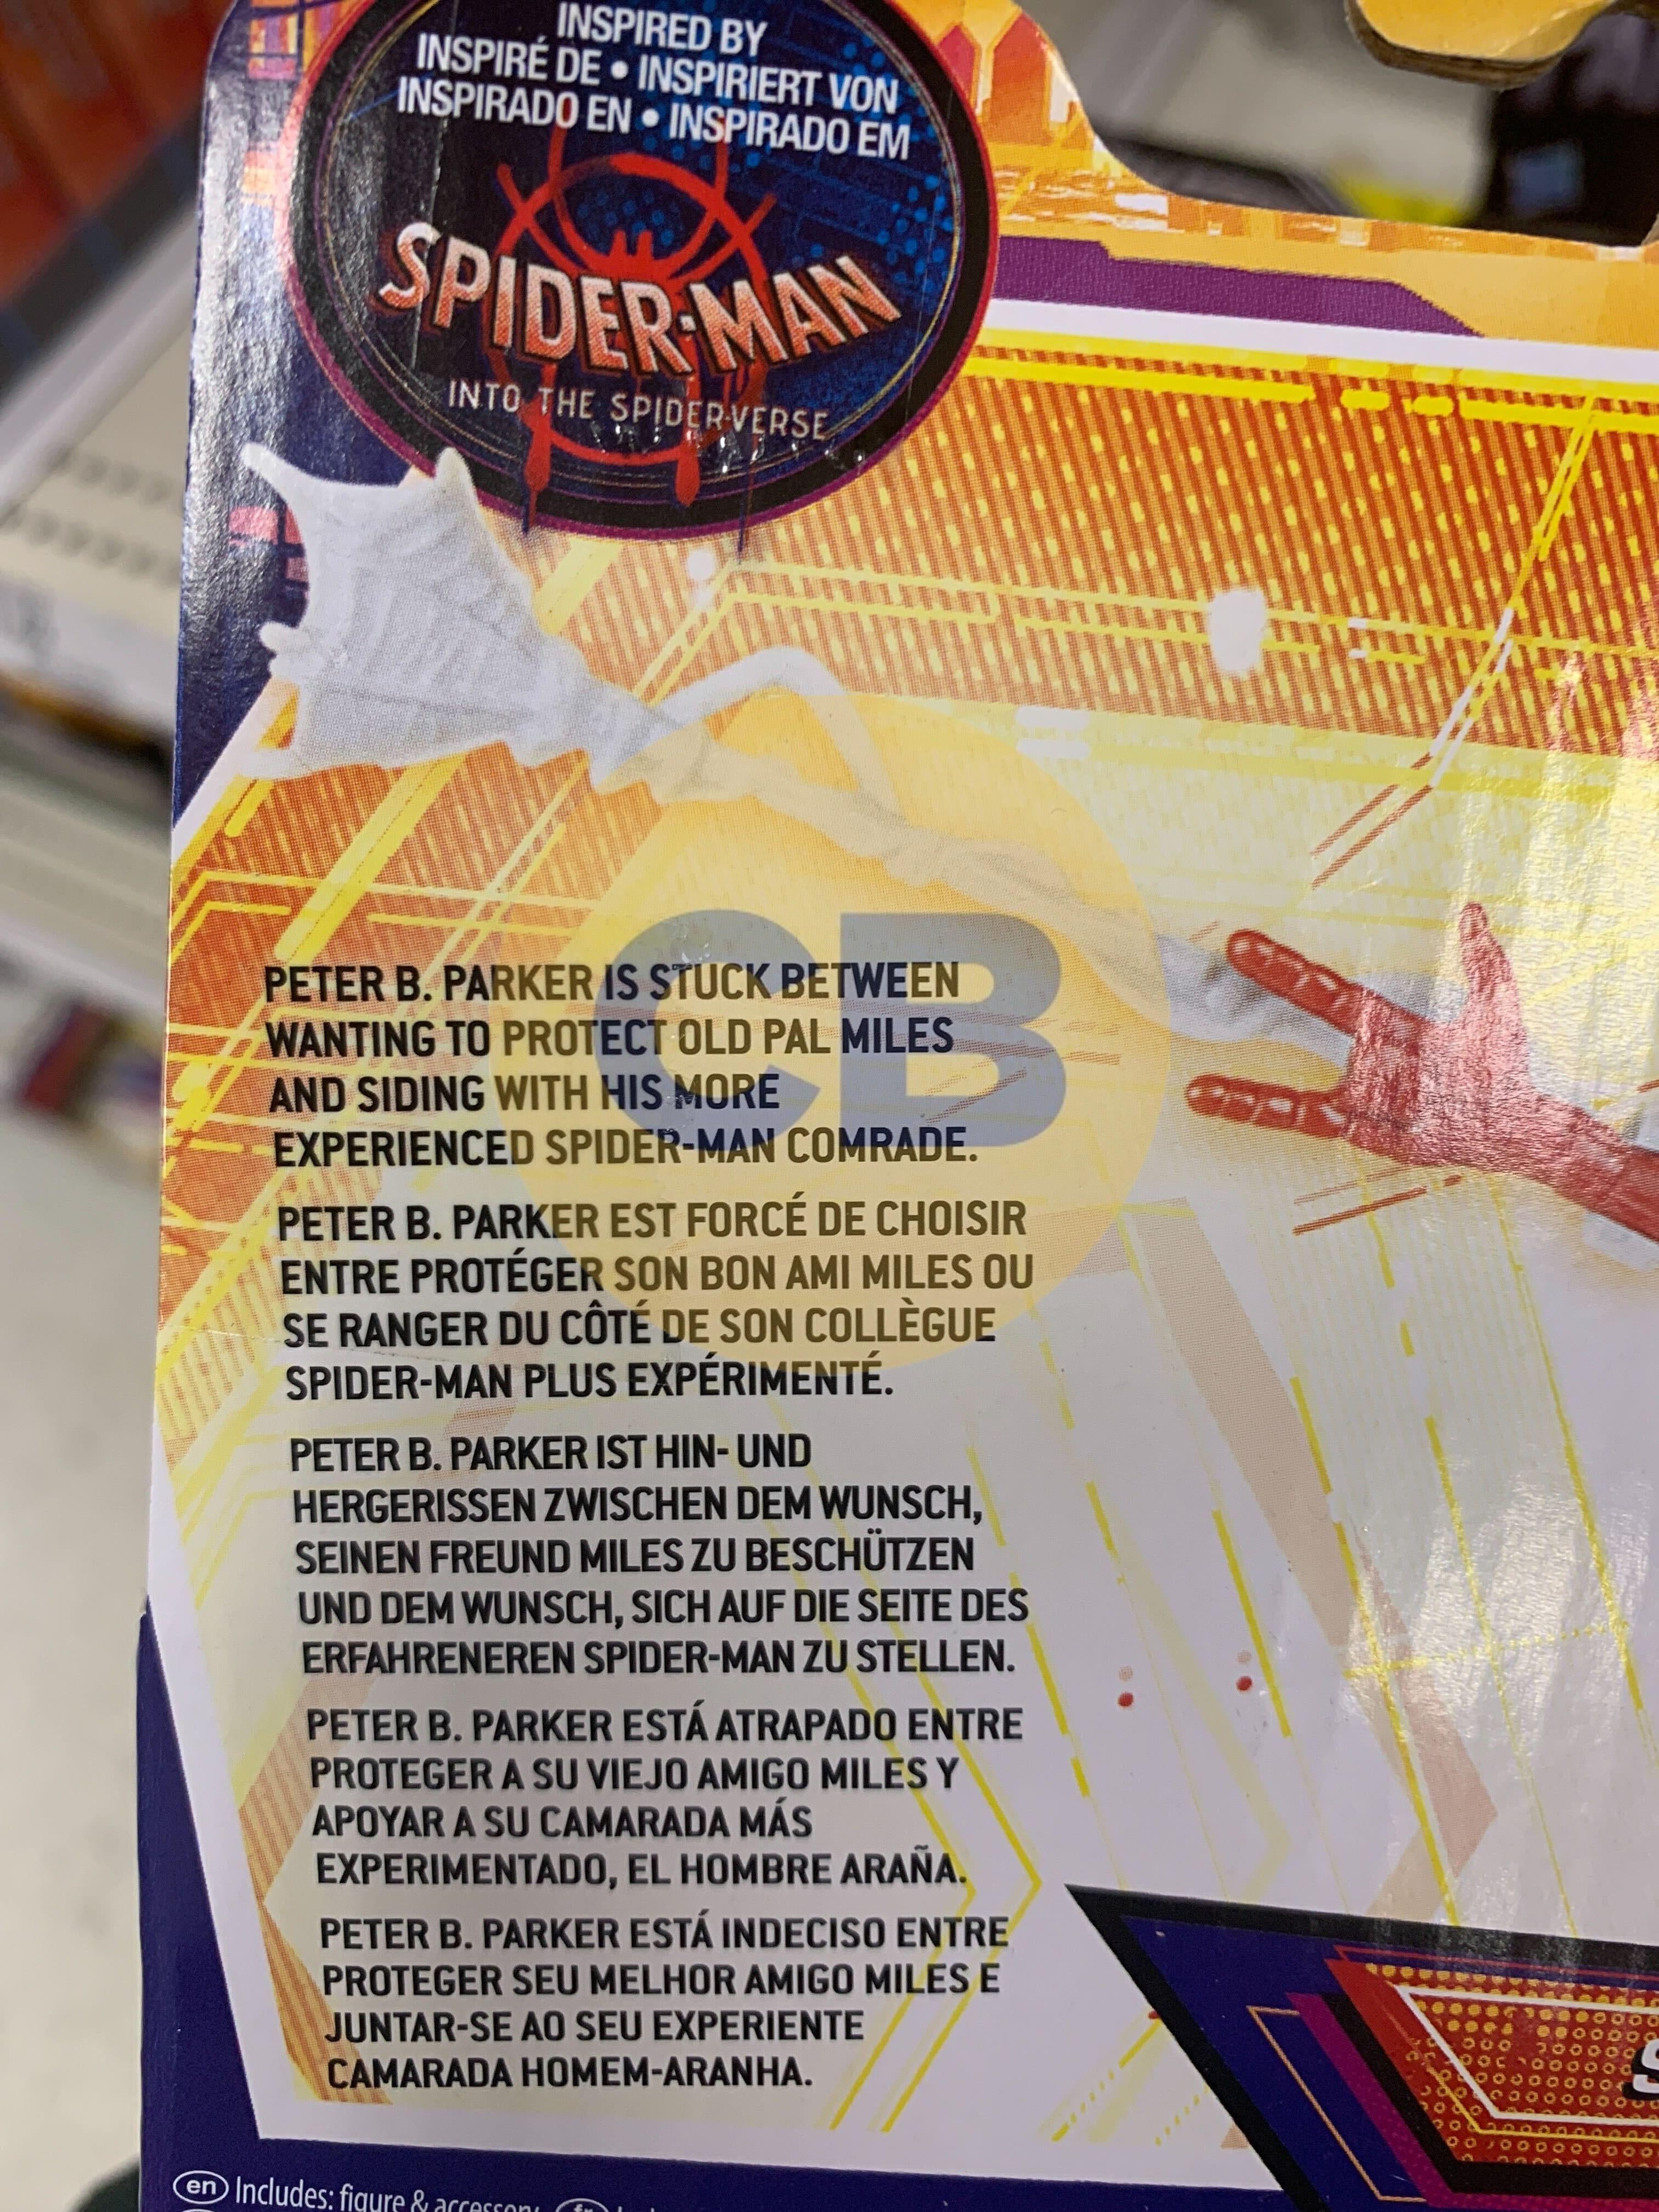 INSPIRED BY
INSPIRÉ DE • INSPIRIERT VON
INSPIRADO EN • INSPIRADO EM
SPIDER-MAN
INTO THE SPIDER-VERSE
CB
PETER B. PARKER IS STUCK BETWEEN
WANTING TO PROTECT OLD PAL MILES
AND SIDING WITH HIS MORE
EXPERIENCED SPIDER-MAN COMRADE.
PETER B. PARKER EST FORCÉ DE CHOISIR
ENTRE PROTÉGER SON BON AMI MILES OU
SE RANGER DU CÔTÉ DE SON COLLÈGUE
SPIDER-MAN PLUS EXPÉRIMENTÉ.
PETER B. PARKER IST HIN- UND
HERGERISSEN ZWISCHEN DEM WUNSCH,
SEINEN FREUND MILES ZU BESCHÜTZEN
UND DEM WUNSCH, SICH AUF DIE SEITE DES
ERFAHRENEREN SPIDER-MAN ZU STELLEN.
PETER B. PARKER ESTÁ ATRAPADO ENTRE
PROTEGER A SU VIEJO AMIGO MILES Y
APOYAR A SU CAMARADA MÁS
EXPERIMENTADO, EL HOMBRE ARAÑA.
PETER B. PARKER ESTÁ INDECISO ENTRE
PROTEGER SEU MELHOR AMIGO MILES E
JUNTAR-SE AO SEU EXPERIENTE
CAMARADA HOMEM-ARANHA.
en Includes: figure & accessory. fr